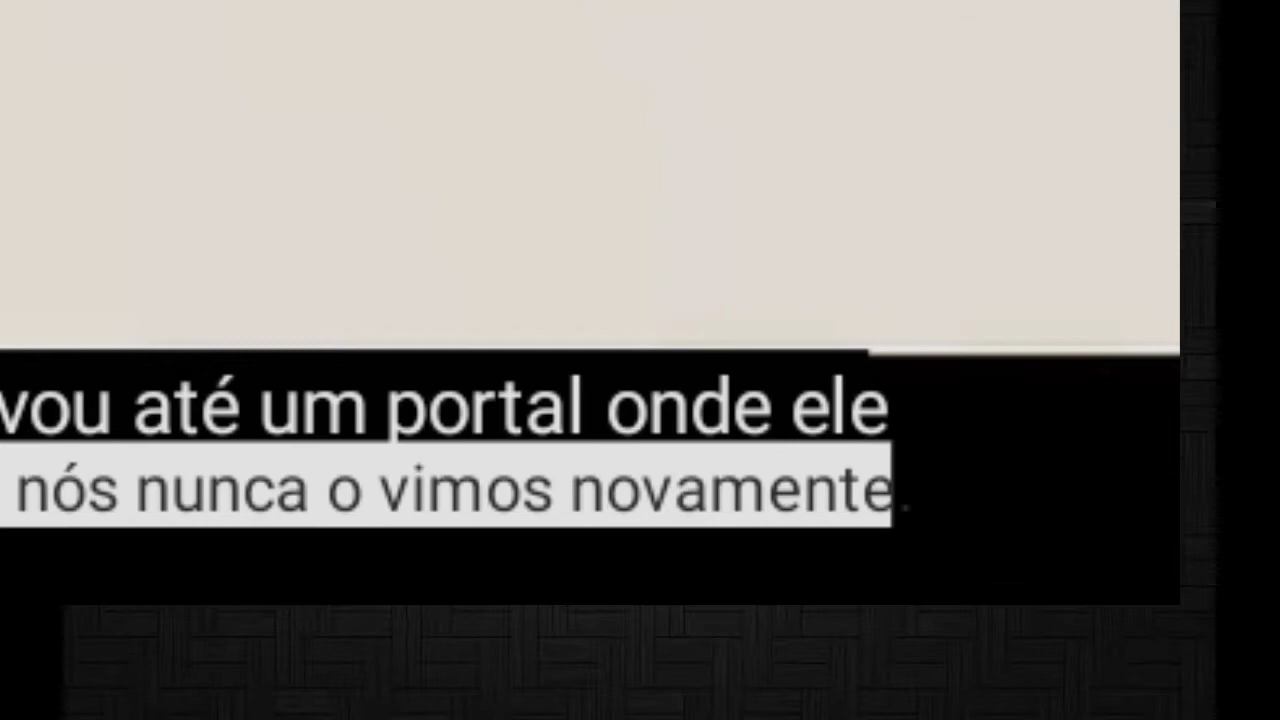 vou até um portal onde ele
nós nunca o vimos novamente.